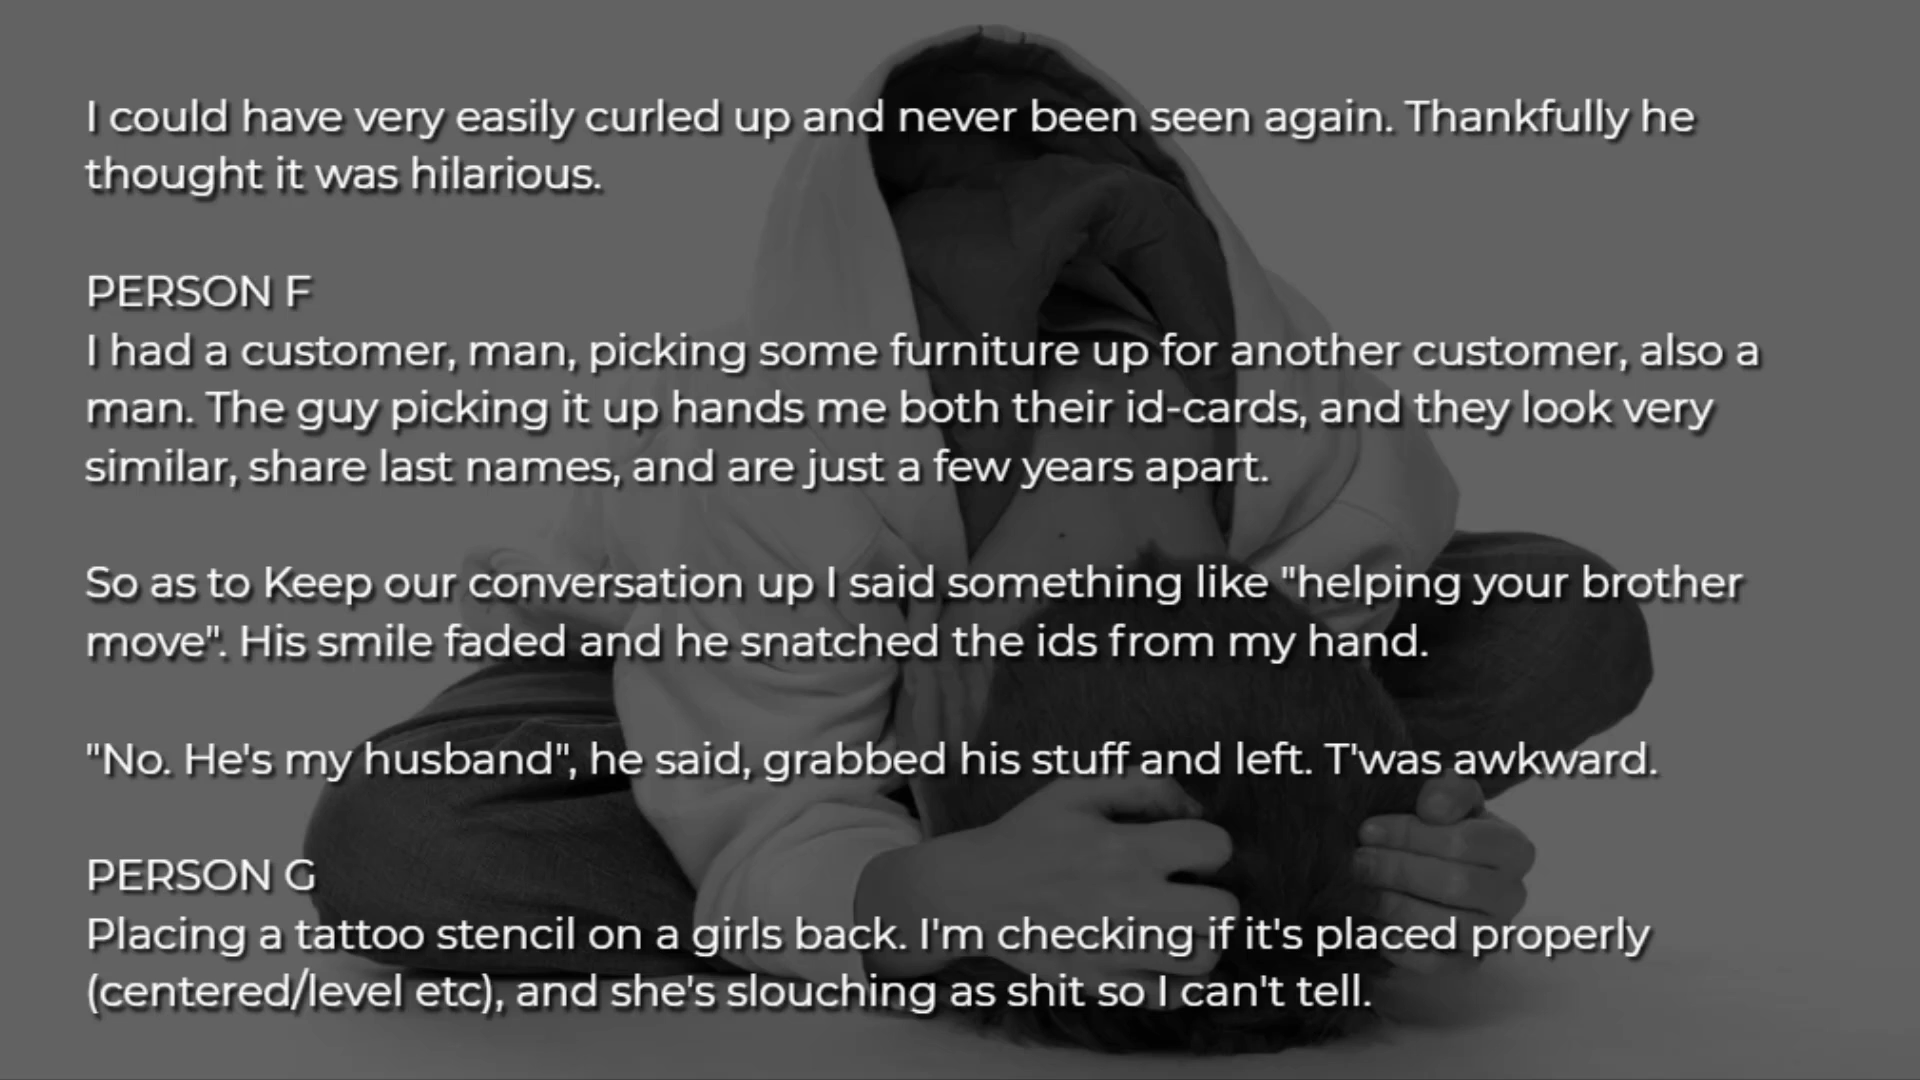 I could have very easily curled up and never been seen again. Thankfully he
thought it was hilarious.
PERSON F
I had a customer, man, picking some furniture up for another customer, also a
man. The guy picking it up hands me both their id-cards, and they look very
similar, share last names, and are just a few years apart.
So as to Keep our conversation up I said something like "helping your brother
move". His smile faded and he snatched the ids from my hand.
"No. He's my husband", he said, grabbed his stuff and left. T'was awkward.
PERSON G
Placing a tattoo stencil on a girls back. I'm checking if it's placed properly
(centered/level etc), and she's slouching as shit so I can't tell.